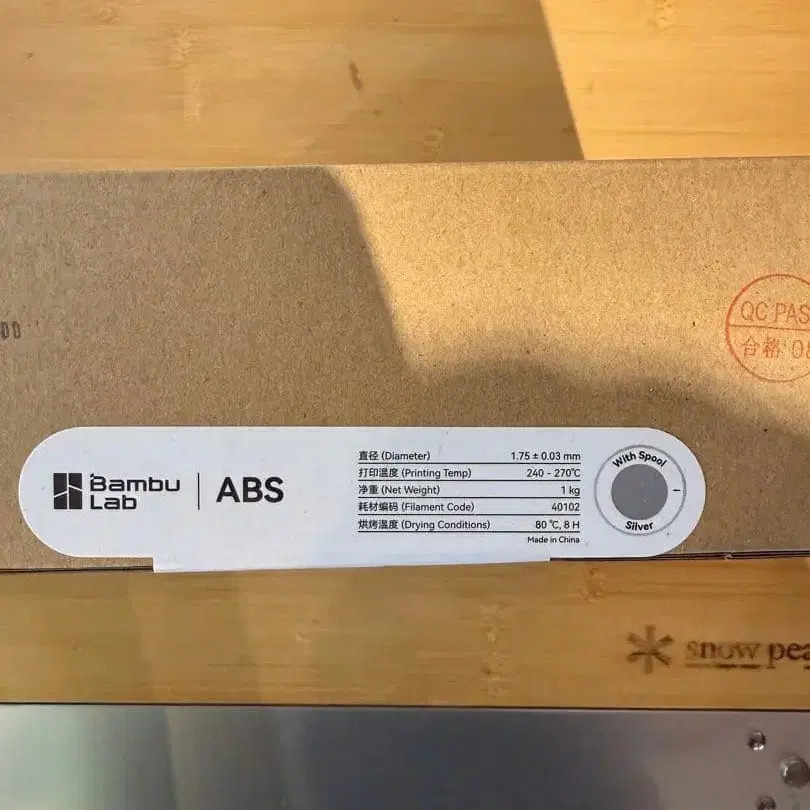 00
QC PAS
合格 08
Bambu
Lab
ABS
直径 (Diameter) 1.75 ± 0.03 mm
打印温度 (Printing Temp) 240 - 270℃
净重 (Net Weight) 1 kg
耗材编码 (Filament Code) 40102
烘烤温度 (Drying Conditions) 80 ℃, 8 H
Made in China
With Spool
Silver
snow pea